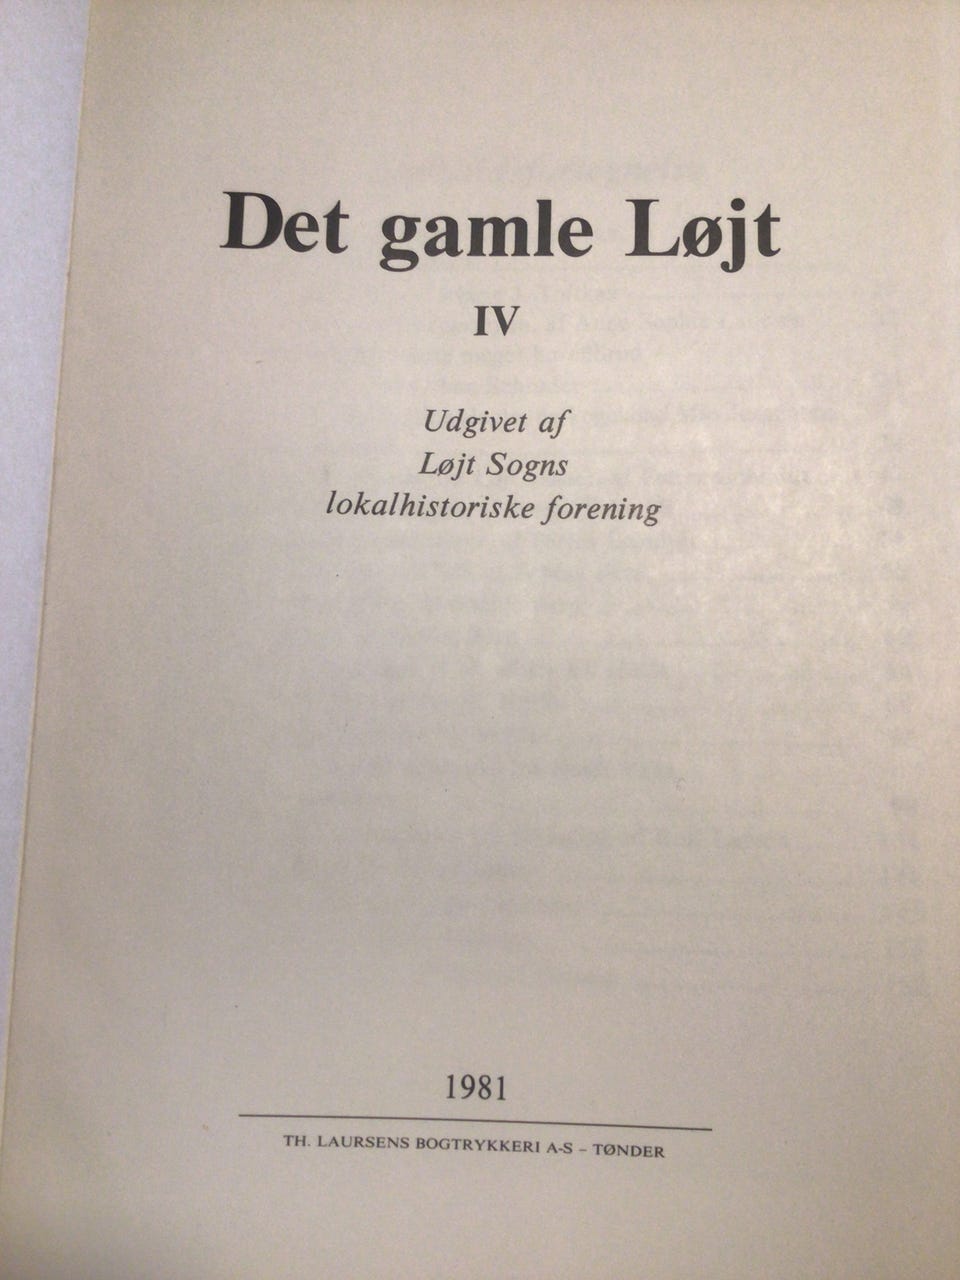 Det gamle Løjt
IV
Udgivet af
Løjt Sogns
lokalhistoriske forening
1981
TH. LAURSENS BOGTRYKKERI A-S – TØNDER